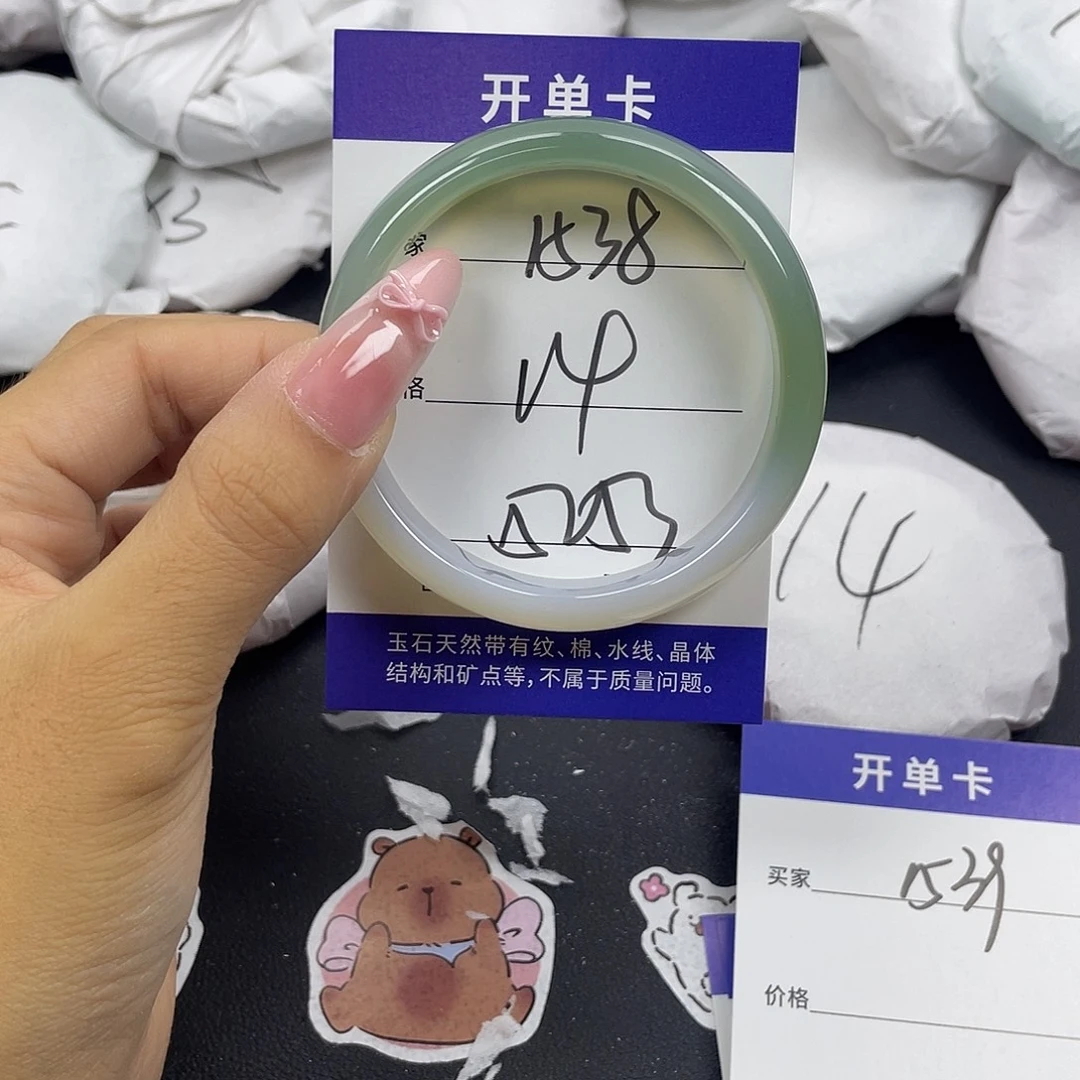 开单卡
家 1538
格 14
玉石天然带有纹、棉、水线、晶体
结构和矿点等，不属于质量问题。
43
14
开单卡
买家 1539
价格